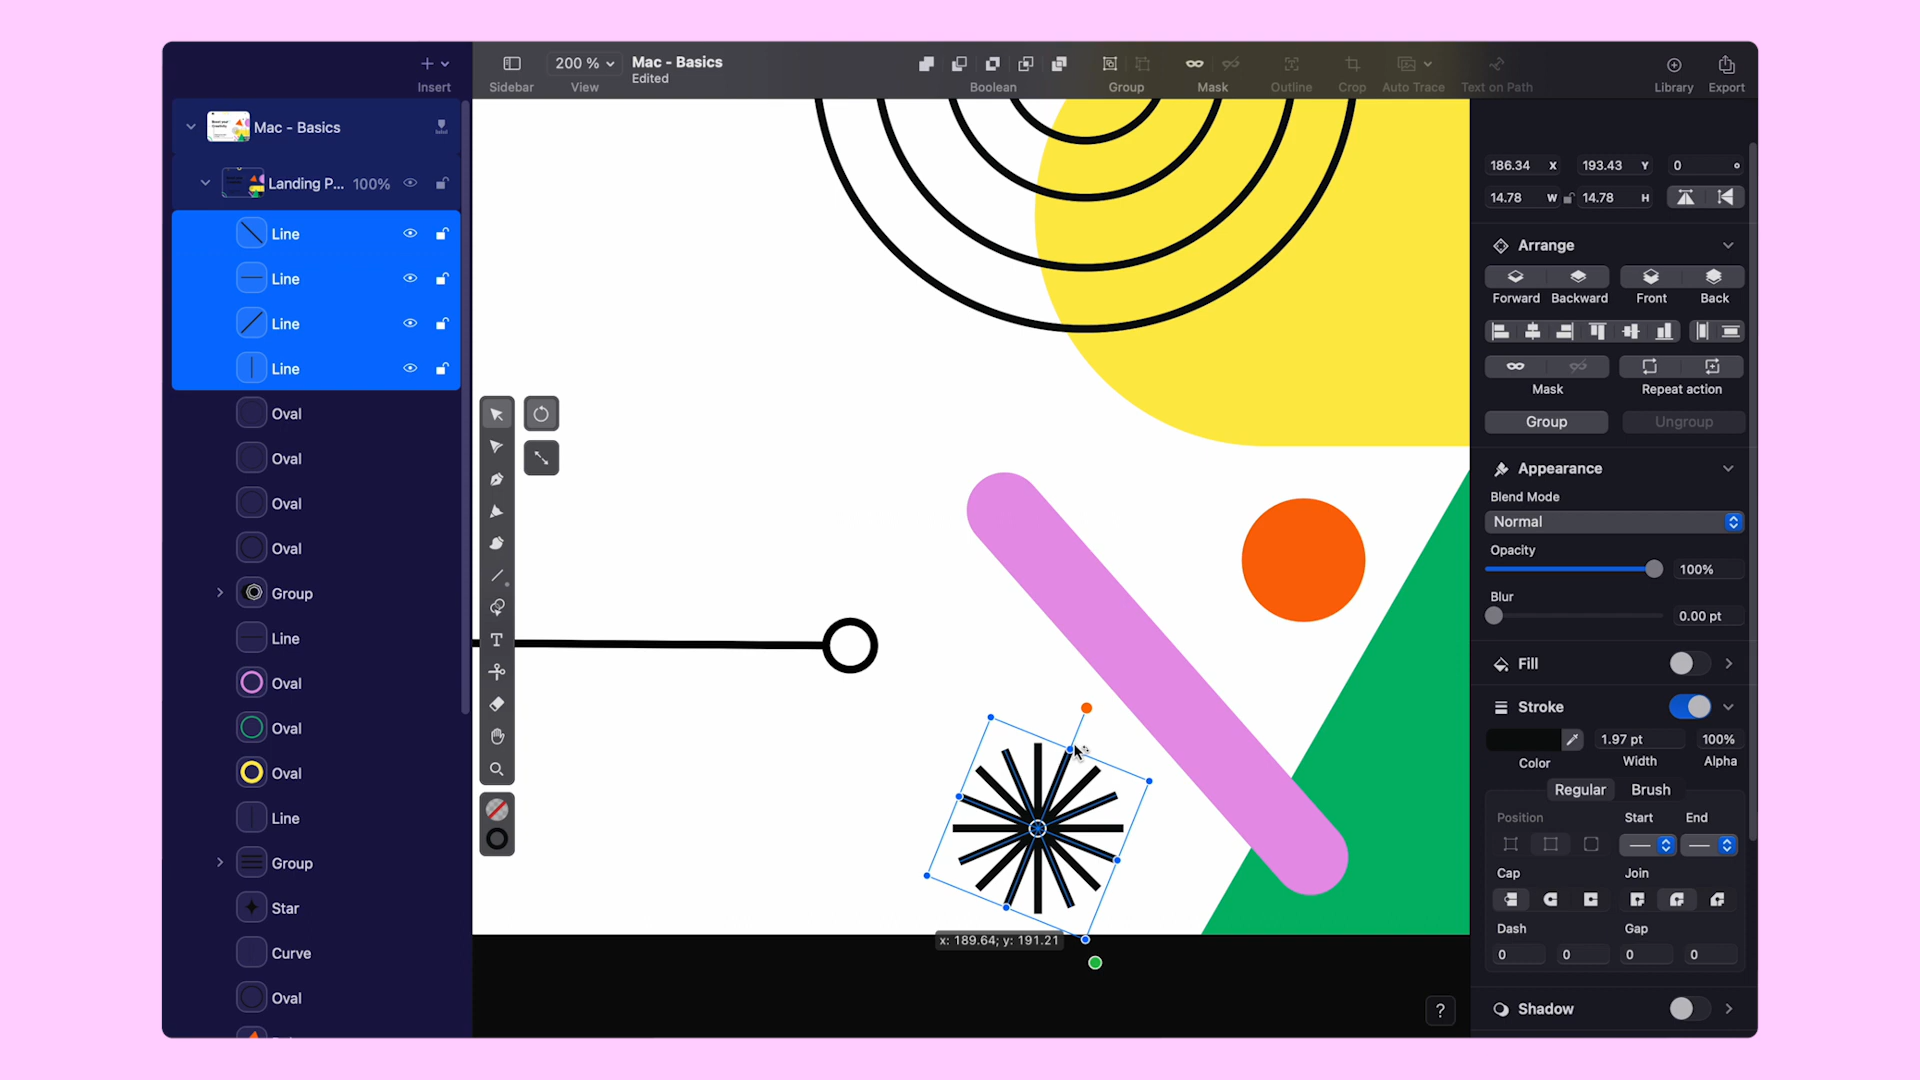 Insert
Mac - Basics
Landing P... 100%
Line
Line
Line
Line
Oval
Oval
Oval
Oval
Group
Line
Oval
Oval
Oval
Line
Group
Star
Curve
Oval
Sidebar
200 %
View
Mac - Basics
Edited
Boolean
Group
Mask
Outline
Crop
Auto Trace
Text on Path
Library
Export
T
x: 189.64; y: 191.21
?
186.34 X 193.43 Y 0 °
14.78 W 14.78 H
Arrange
Forward Backward Front Back
Mask Repeat action
Group Ungroup
Appearance
Blend Mode
Normal
Opacity
100%
Blur
0.00 pt
Fill
Stroke
1.97 pt 100%
Color Width Alpha
Regular Brush
Position Start End
Cap Join
Dash Gap
0 0 0 0
Shadow